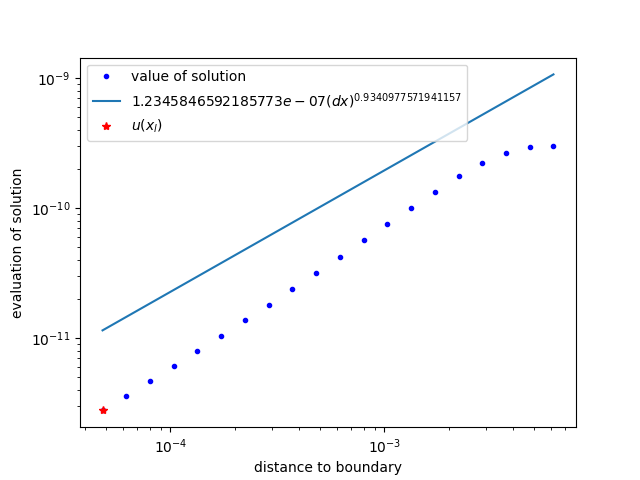 value of solution
1.2345846592185773e − 07(dx)^0.9340977571941157
u(x_l)
10^−9
10^−10
10^−11
evaluation of solution
10^−4
10^−3
distance to boundary